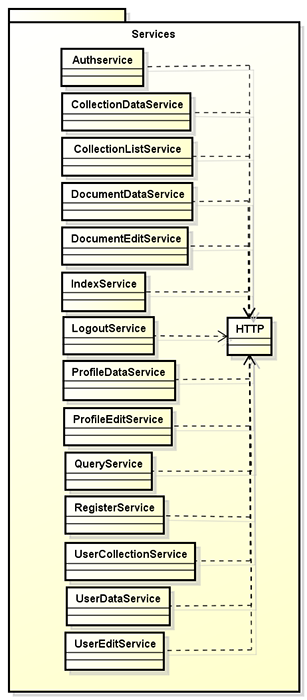 Services
Authservice
CollectionDataService
CollectionListService
DocumentDataService
DocumentEditService
IndexService
LogoutService
HTTP
ProfileDataService
ProfileEditService
QueryService
RegisterService
UserCollectionService
UserDataService
UserEditService